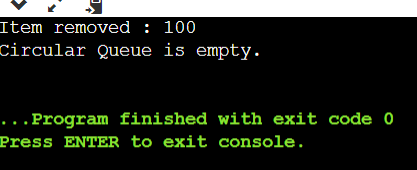 Item removed : 100
Circular Queue is empty.
...Program finished with exit code 0
Press ENTER to exit console.